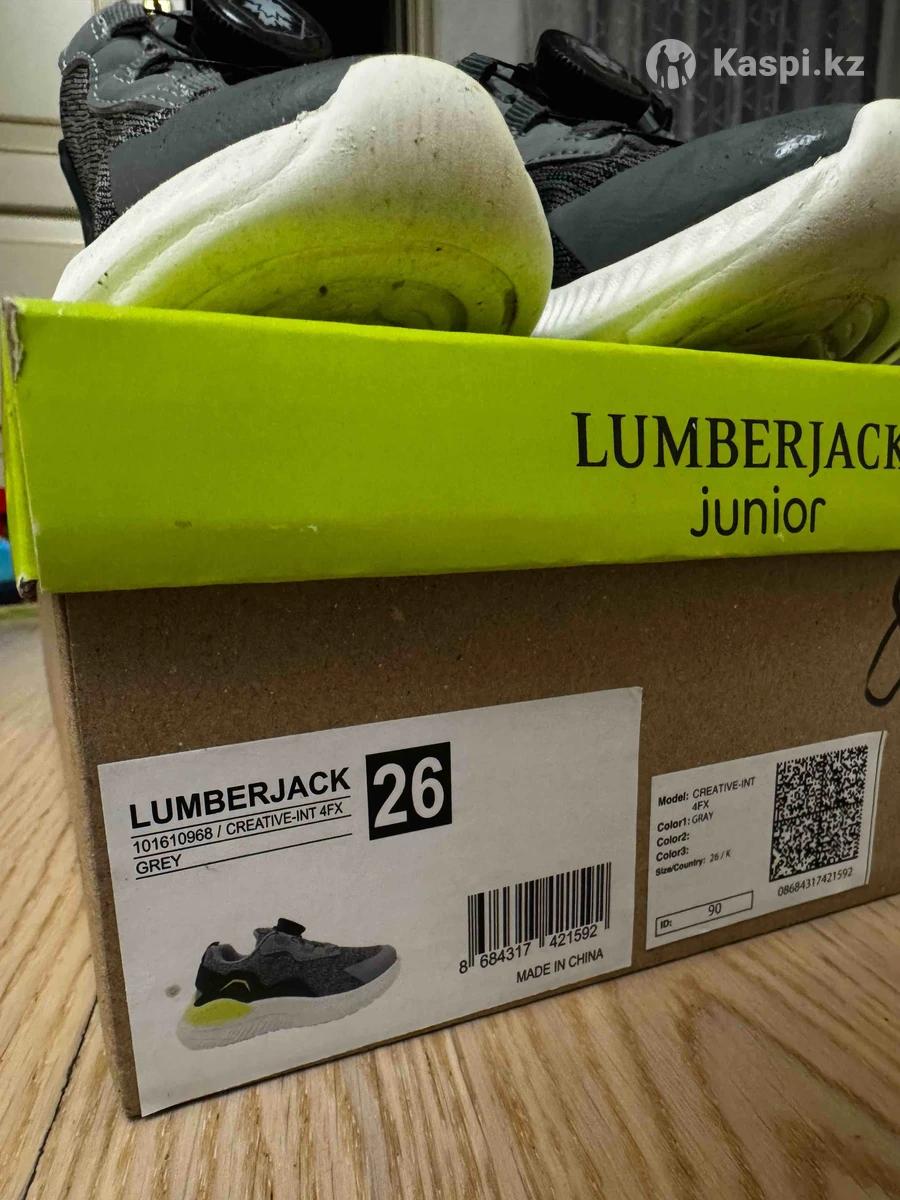 Kaspi.kz
LUMBERJACK
junior
LUMBERJACK
26
101610968 / CREATIVE-INT 4FX
GREY
8 684317 421592
MADE IN CHINA
Model: CREATIVE-INT
4FX
Color1: GRAY
Color2:
Color3:
Size/Country: 26 / K
08684317421592
ID: 90